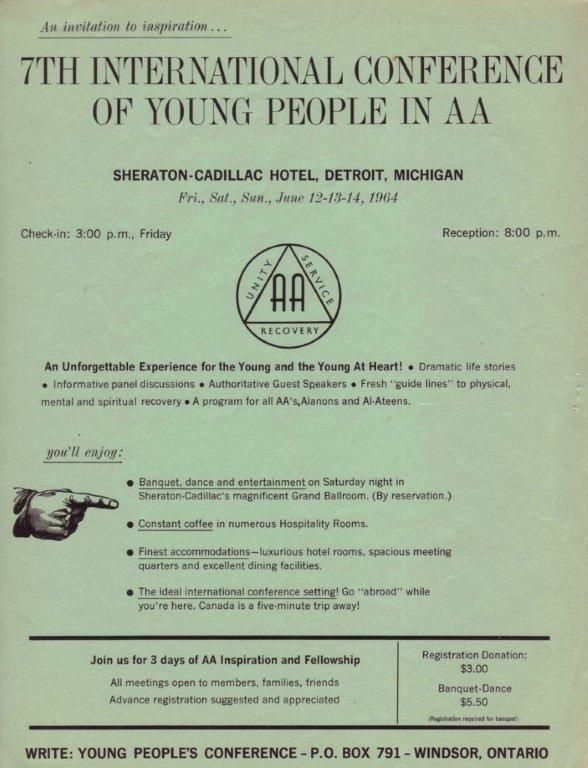 An invitation to inspiration...
7TH INTERNATIONAL CONFERENCE
OF YOUNG PEOPLE IN AA
SHERATON-CADILLAC HOTEL, DETROIT, MICHIGAN
Fri., Sat., Sun., June 12-13-14, 1964
Check-in: 3:00 p.m., Friday
Reception: 8:00 p.m.
UNITY
SERVICE
AA
RECOVERY
An Unforgettable Experience for the Young and the Young At Heart! • Dramatic life stories
• Informative panel discussions • Authoritative Guest Speakers • Fresh "guide lines" to physical,
mental and spiritual recovery • A program for all AA's, Alanons and Al-Ateens.
you'll enjoy:
• Banquet, dance and entertainment on Saturday night in
Sheraton-Cadillac's magnificent Grand Ballroom. (By reservation.)
• Constant coffee in numerous Hospitality Rooms.
• Finest accommodations—luxurious hotel rooms, spacious meeting
quarters and excellent dining facilities.
• The ideal international conference setting! Go "abroad" while
you're here. Canada is a five-minute trip away!
Join us for 3 days of AA Inspiration and Fellowship
All meetings open to members, families, friends
Advance registration suggested and appreciated
Registration Donation:
$3.00
Banquet-Dance
$5.50
(Registration required for banquet)
WRITE: YOUNG PEOPLE'S CONFERENCE – P.O. BOX 791 – WINDSOR, ONTARIO